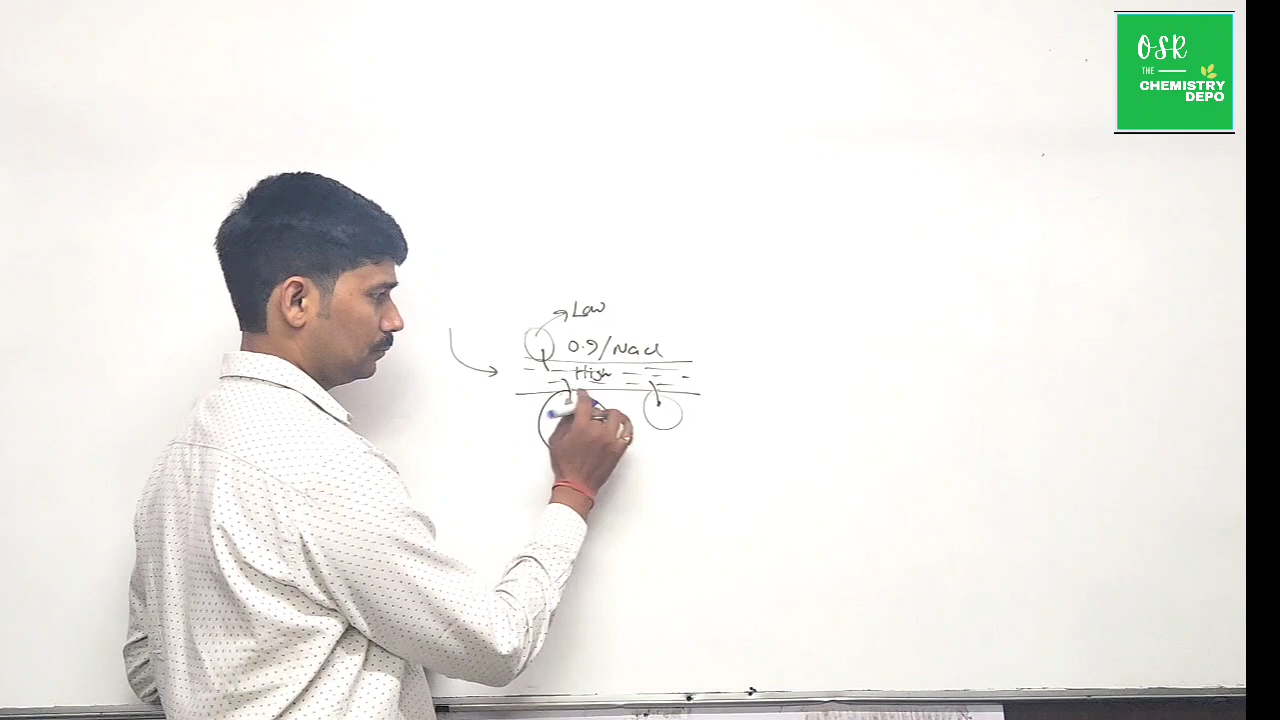 OSR
THE
CHEMISTRY
DEPO
Low
0.9/Nacl
High